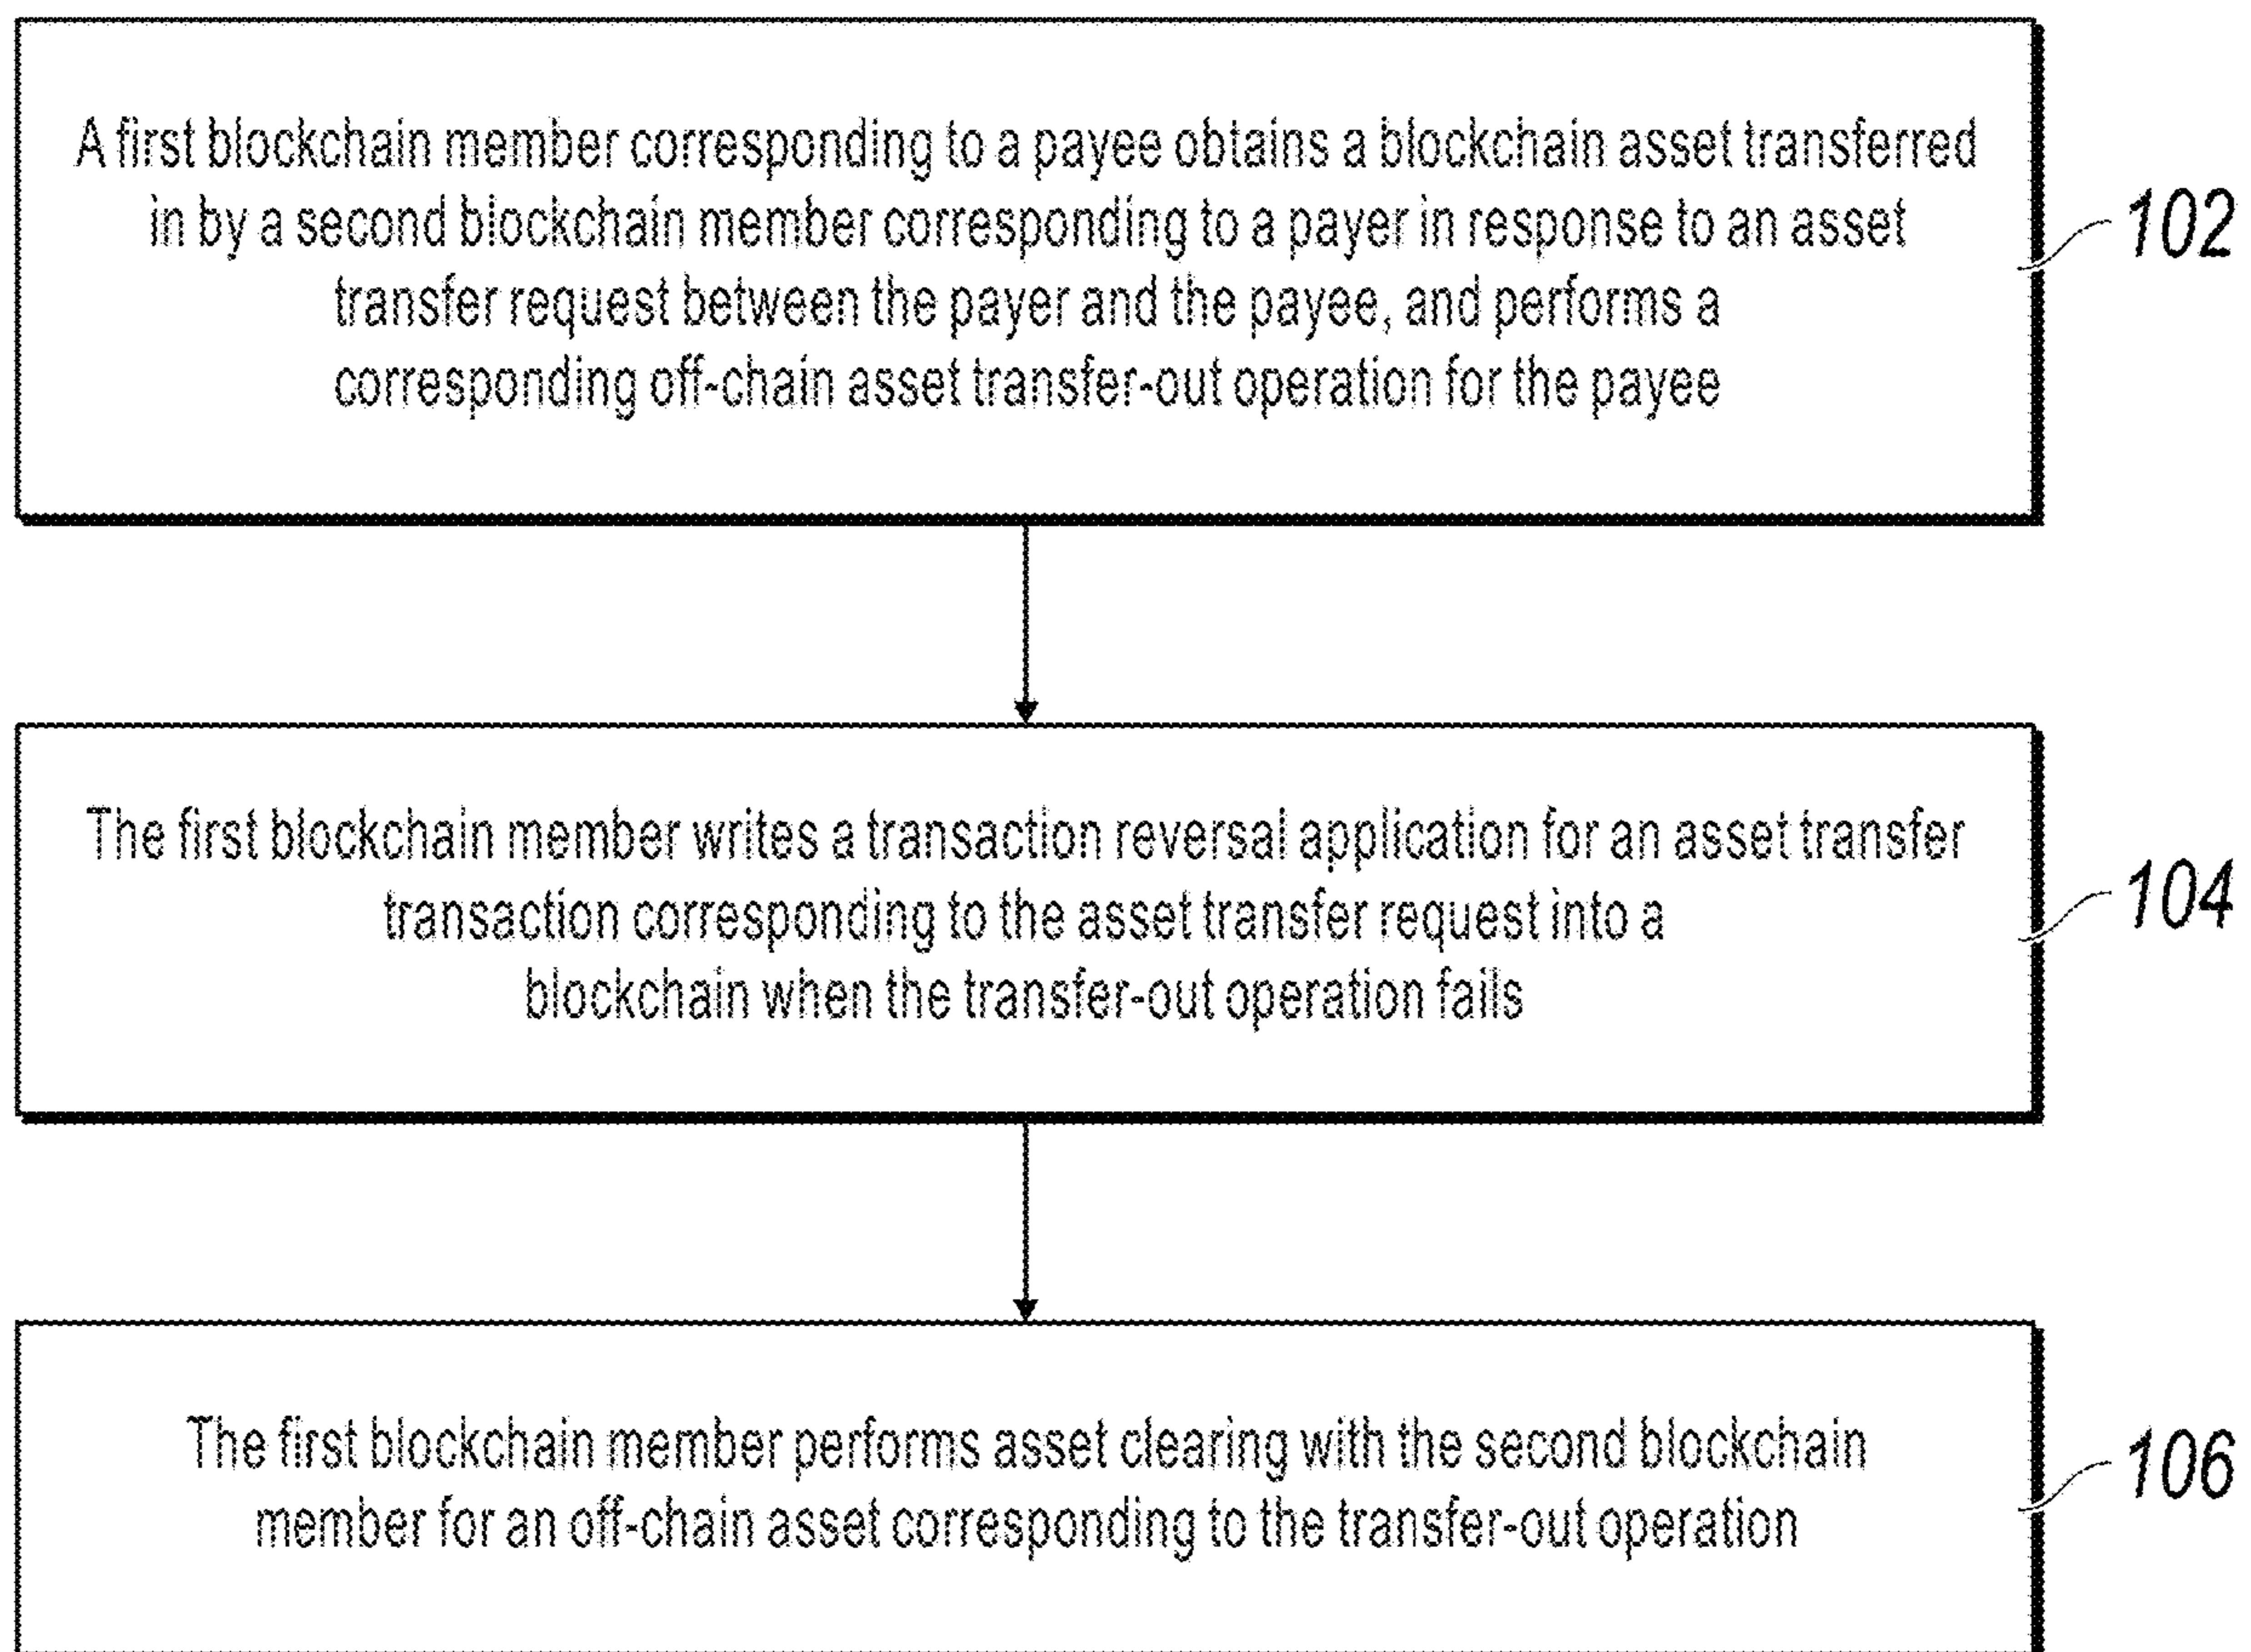 A first blockchain member corresponding to a payee obtains a blockchain asset transferred
in by a second blockchain member corresponding to a payer in response to an asset
transfer request between the payer and the payee, and performs a
corresponding off-chain asset transfer-out operation for the payee
102
The first blockchain member writes a transaction reversal application for an asset transfer
transaction corresponding to the asset transfer request into a
blockchain when the transfer-out operation fails
104
The first blockchain member performs asset clearing with the second blockchain
member for an off-chain asset corresponding to the transfer-out operation
106